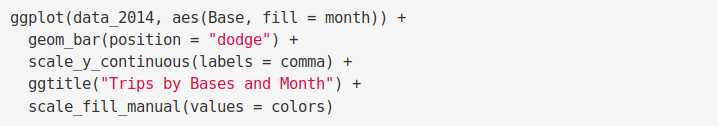 ggplot(data_2014, aes(Base, fill = month)) +
  geom_bar(position = "dodge") +
  scale_y_continuous(labels = comma) +
  ggtitle("Trips by Bases and Month") +
  scale_fill_manual(values = colors)